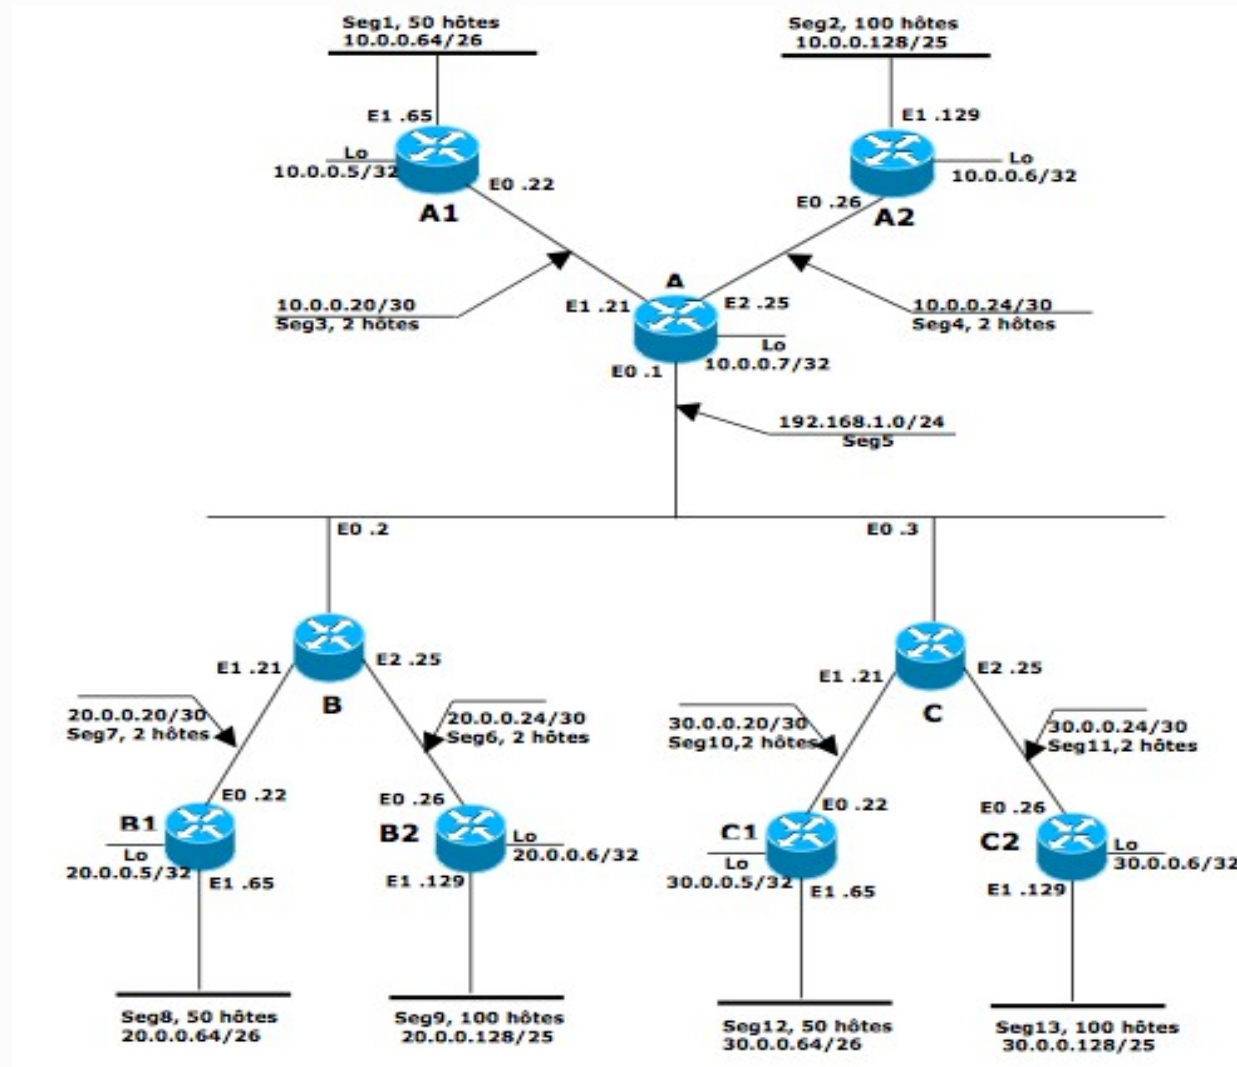 Seg1, 50 hôtes
10.0.0.64/26
Seg2, 100 hôtes
10.0.0.128/25
E1 .65
E1 .129
Lo
10.0.0.5/32
Lo
10.0.0.6/32
E0 .22
E0 .26
A1
A2
A
10.0.0.20/30
Seg3, 2 hôtes
E1 .21
E2 .25
10.0.0.24/30
Seg4, 2 hôtes
Lo
10.0.0.7/32
E0 .1
192.168.1.0/24
Seg5
E0 .2
E0 .3
E1 .21
E2 .25
B
E1 .21
E2 .25
C
20.0.0.20/30
Seg7, 2 hôtes
20.0.0.24/30
Seg6, 2 hôtes
30.0.0.20/30
Seg10,2 hôtes
30.0.0.24/30
Seg11,2 hôtes
E0 .22
E0 .26
E0 .22
E0 .26
B1
B2
C1
C2
Lo
20.0.0.5/32
Lo
20.0.0.6/32
Lo
30.0.0.5/32
Lo
30.0.0.6/32
E1 .65
E1 .129
E1 .65
E1 .129
Seg8, 50 hôtes
20.0.0.64/26
Seg9, 100 hôtes
20.0.0.128/25
Seg12, 50 hôtes
30.0.0.64/26
Seg13, 100 hôtes
30.0.0.128/25